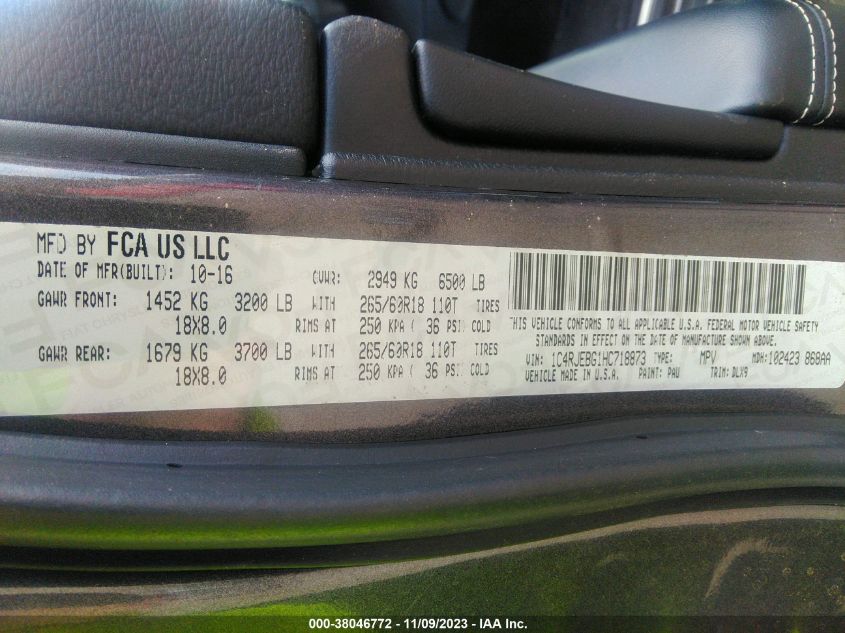 MFD BY FCA US LLC
DATE OF MFR(BUILT): 10-16 GVWR: 2949 KG 6500 LB
GAWR FRONT: 1452 KG 3200 LB WITH 265/60R18 110T TIRES
18X8.0 RIMS AT 250 KPA ( 36 PSI) COLD
GAWR REAR: 1679 KG 3700 LB WITH 265/60R18 110T TIRES
18X8.0 RIMS AT 250 KPA ( 36 PSI) COLD
THIS VEHICLE CONFORMS TO ALL APPLICABLE U.S.A. FEDERAL MOTOR VEHICLE SAFETY
STANDARDS IN EFFECT ON THE DATE OF MANUFACTURE SHOWN ABOVE.
VIN: 1C4RJEBG1HC718873 TYPE: MPV MDH: 102423 868AA
VEHICLE MADE IN U.S.A. PAINT: PAU TRIM: DLX9
000-38046772 - 11/09/2023 - IAA Inc.